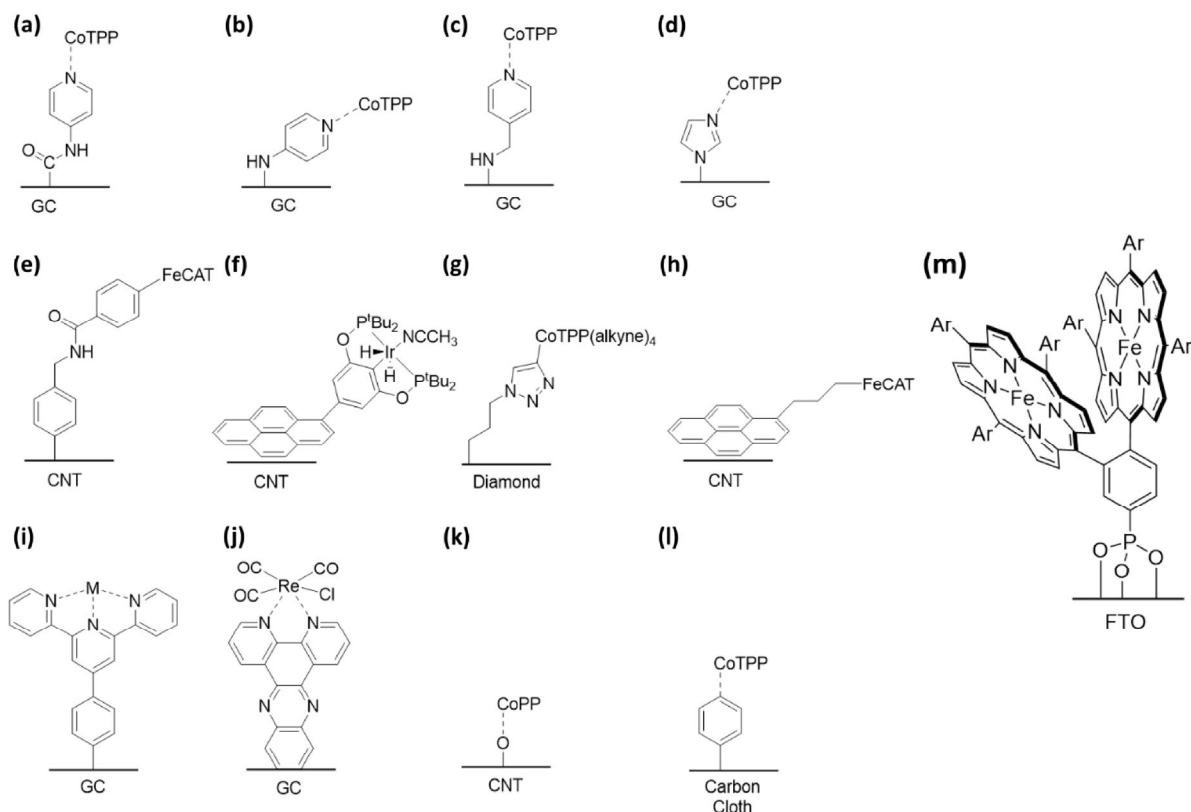 (a)
CoTPP
N
NH
O
C
GC
(b)
N
CoTPP
HN
GC
(c)
CoTPP
N
HN
GC
(d)
CoTPP
N
N
GC
(e)
FeCAT
O
NH
CNT
(f)
PᵗBu₂
O
NCCH₃
H
Ir
H
PᵗBu₂
O
CNT
(g)
CoTPP(alkyne)₄
N
N
N
Diamond
(h)
FeCAT
CNT
(m)
Ar
Ar
N
N
Fe
Ar
N
N
Ar
Ar
N
N
Fe
N
N
Ar
P
O
O
O
FTO
(i)
M
N
N
N
GC
(j)
OC
CO
Re
OC
Cl
N
N
N
N
GC
(k)
CoPP
O
CNT
(l)
CoTPP
Carbon
Cloth